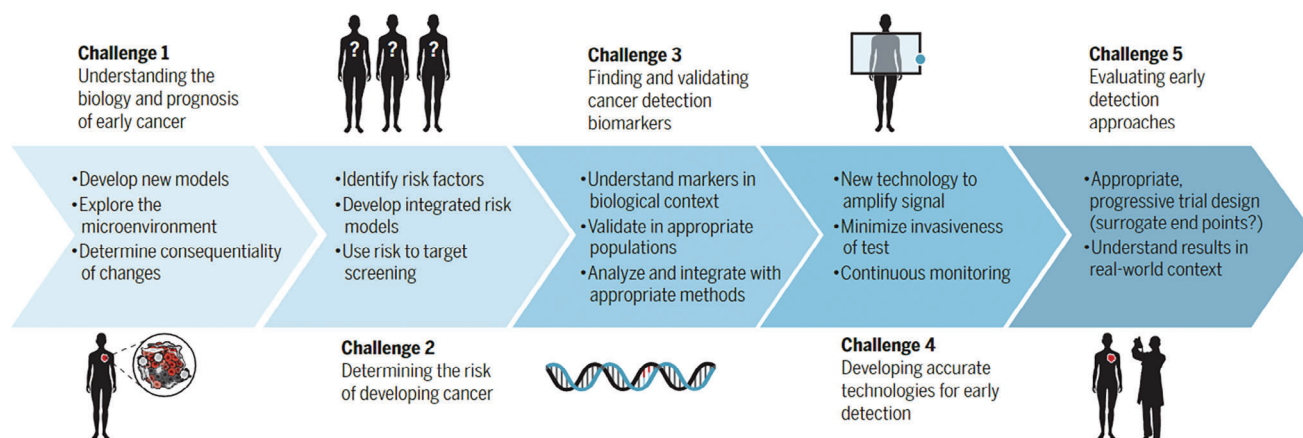 Challenge 1
Understanding the
biology and prognosis
of early cancer
? ? ?
Challenge 3
Finding and validating
cancer detection
biomarkers
Challenge 5
Evaluating early
detection
approaches
•Develop new models
•Explore the
microenvironment
•Determine consequentiality
of changes
•Identify risk factors
•Develop integrated risk
models
•Use risk to target
screening
•Understand markers in
biological context
•Validate in appropriate
populations
•Analyze and integrate with
appropriate methods
•New technology to
amplify signal
•Minimize invasiveness
of test
•Continuous monitoring
•Appropriate,
progressive trial design
(surrogate end points?)
•Understand results in
real-world context
Challenge 2
Determining the risk
of developing cancer
Challenge 4
Developing accurate
technologies for early
detection